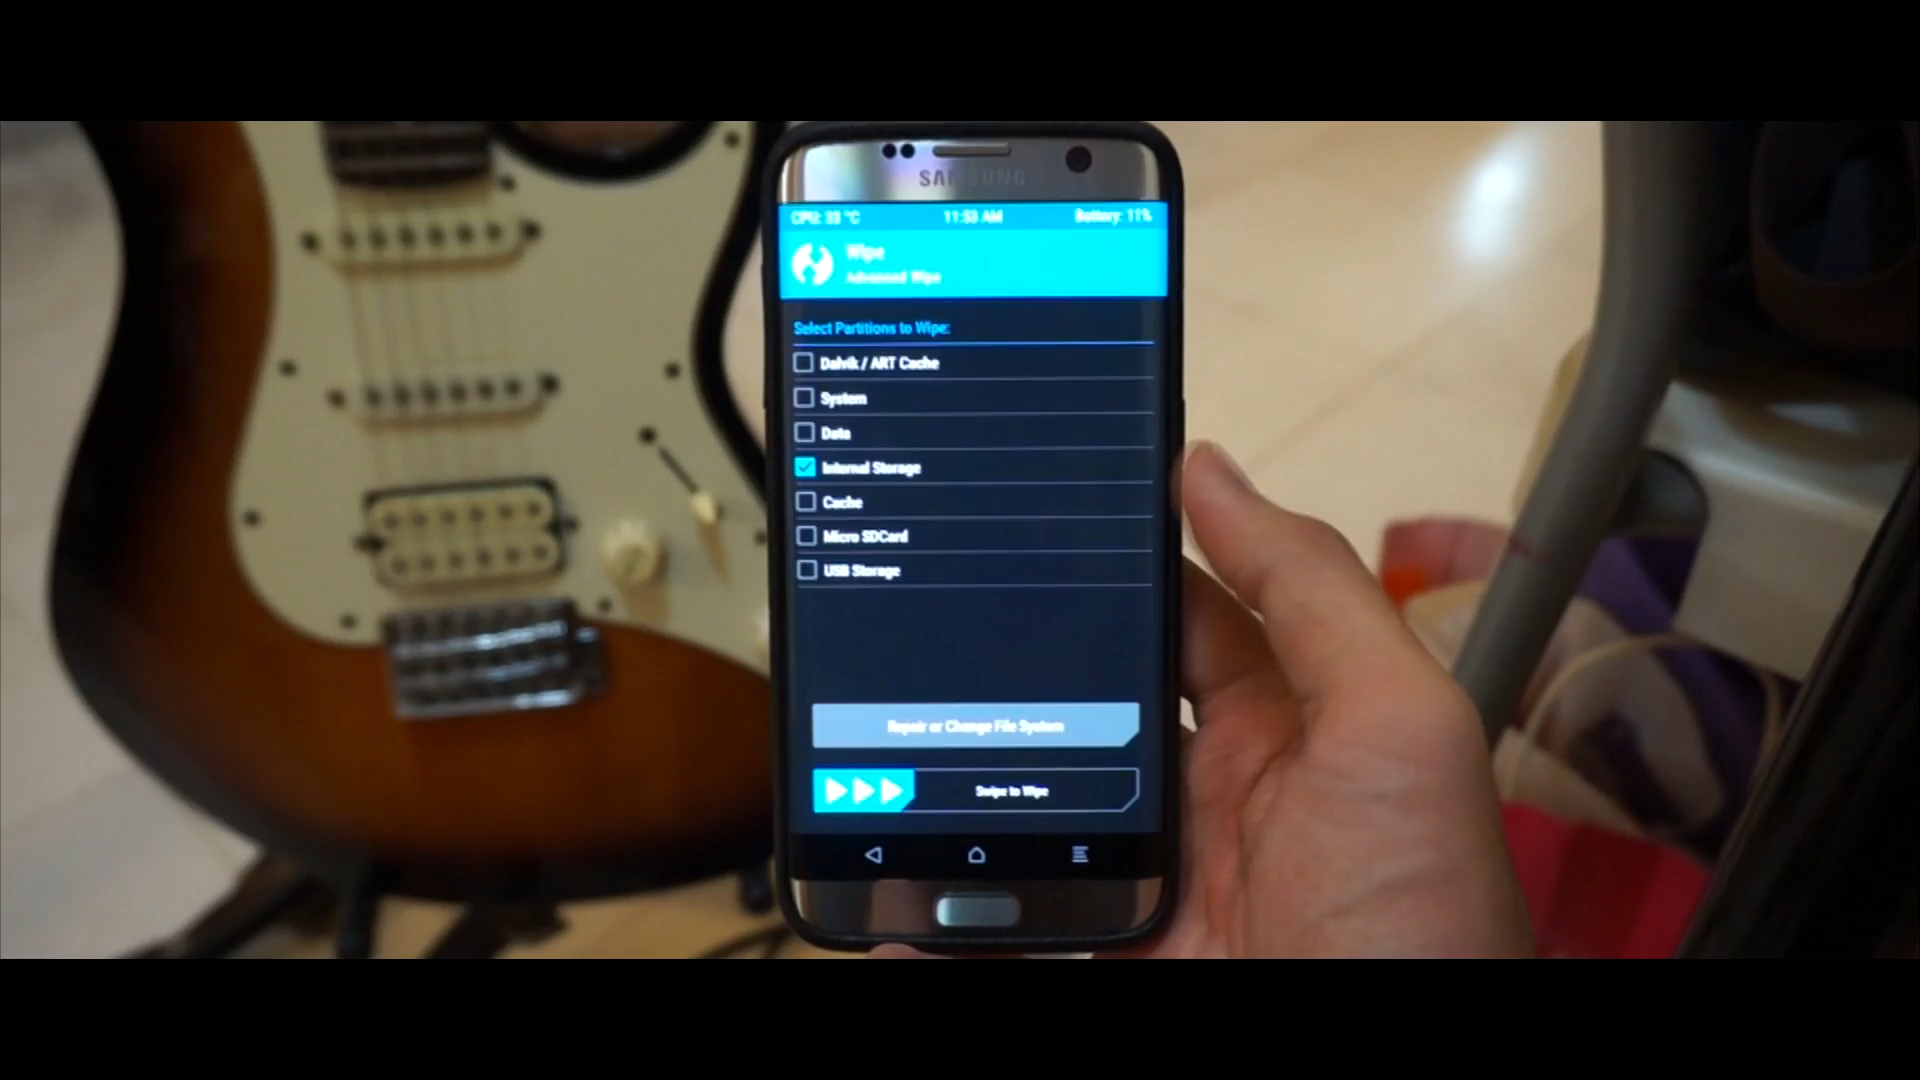 SAMSUNG
CPU: 33 °C 11:53 AM Battery: 11%
Wipe
Advanced Wipe
Select Partitions to Wipe:
Dalvik / ART Cache
System
Data
Internal Storage
Cache
Micro SDCard
USB Storage
Repair or Change File System
Swipe to Wipe